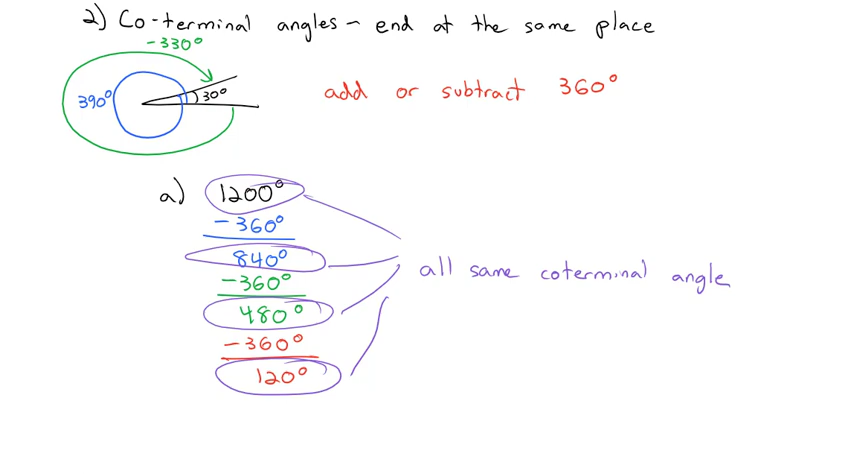 2) Co-terminal angles – end at the same place
-330°
390°
30°
add or subtract 360°
a) 1200°
-360°
840°
-360°
480°
-360°
120°
all same coterminal angle